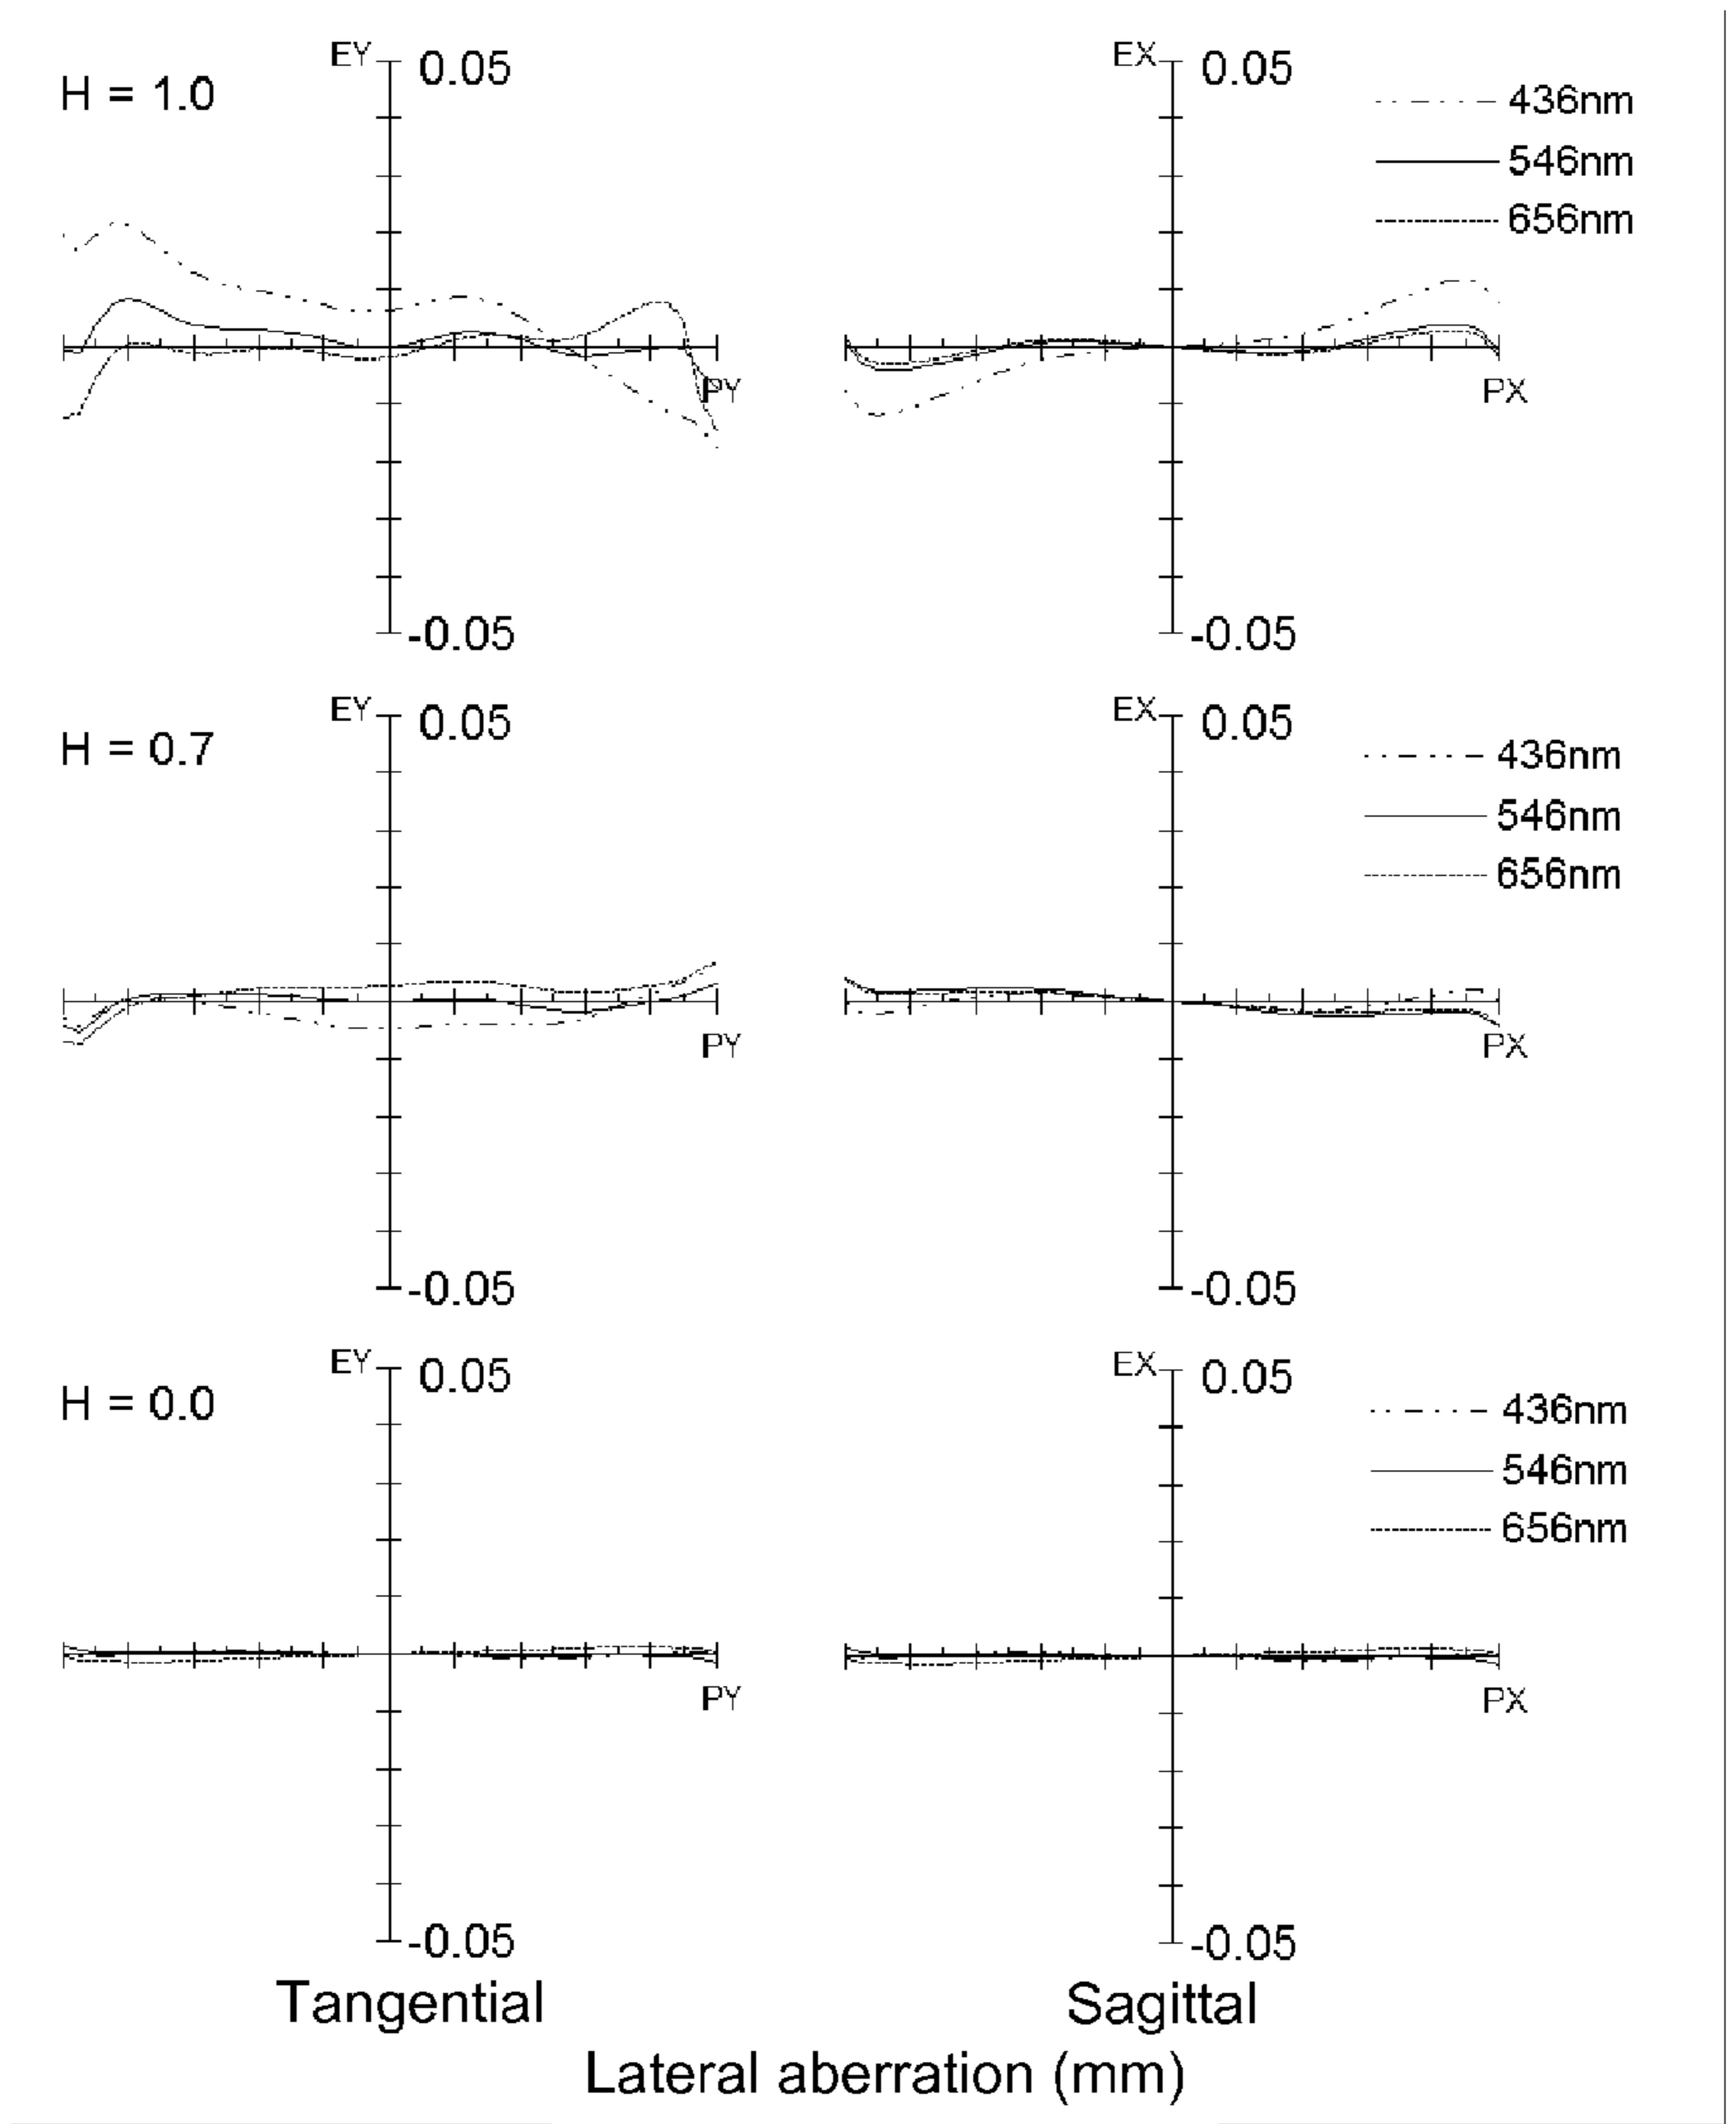 EY 0.05 EX 0.05
H = 1.0 436nm
546nm
656nm
PY PX
-0.05 -0.05
EY 0.05 EX 0.05
H = 0.7 436nm
546nm
656nm
PY PX
-0.05 -0.05
EY 0.05 EX 0.05
H = 0.0 436nm
546nm
656nm
PY PX
-0.05 -0.05
Tangential Sagittal
Lateral aberration (mm)